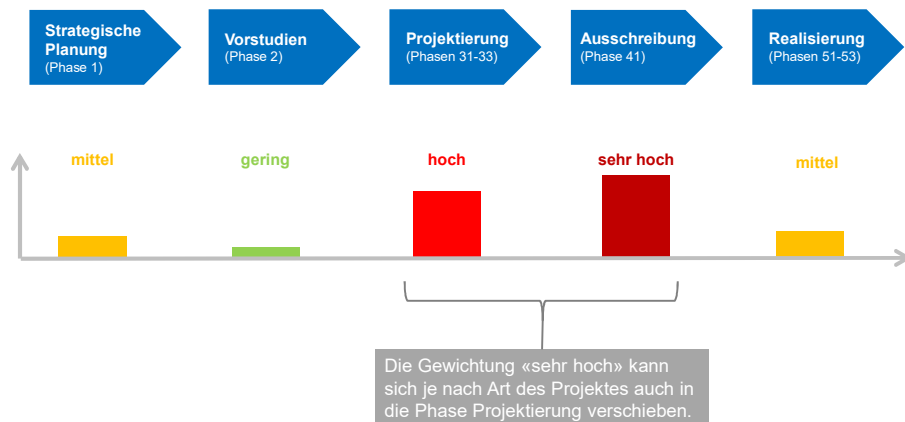 Strategische
Planung
(Phase 1)
Vorstudien
(Phase 2)
Projektierung
(Phasen 31-33)
Ausschreibung
(Phase 41)
Realisierung
(Phasen 51-53)
mittel
gering
hoch
sehr hoch
mittel
Die Gewichtung «sehr hoch» kann
sich je nach Art des Projektes auch in
die Phase Projektierung verschieben.